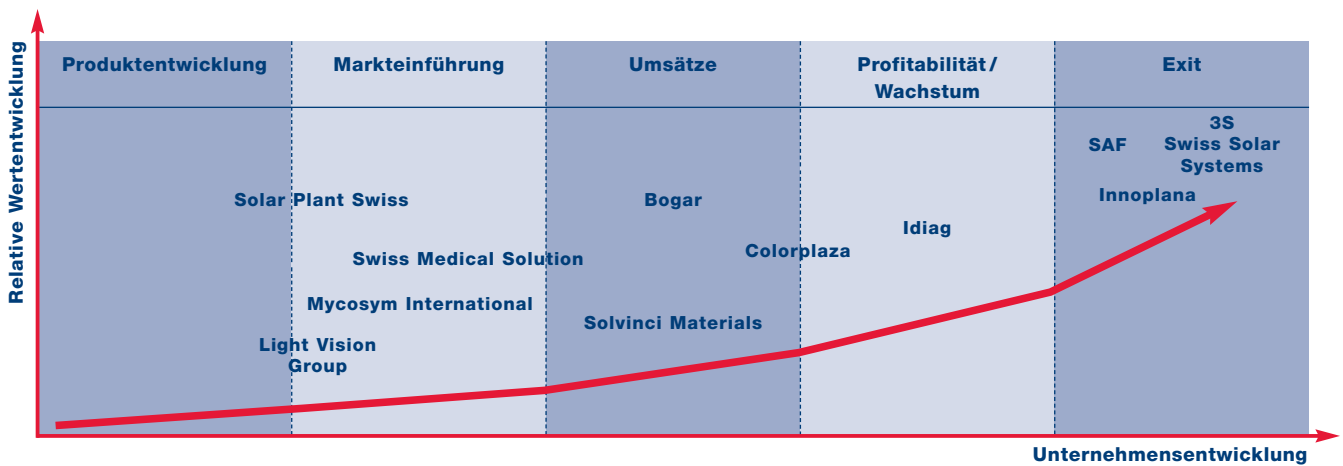 Relative Wertentwicklung
Produktentwicklung
Markteinführung
Umsätze
Profitabilität/
Wachstum
Exit
3S
Swiss Solar
Systems
SAF
Innoplana
Solar Plant Swiss
Bogar
Idiag
Colorplaza
Swiss Medical Solution
Mycosym International
Solvinci Materials
Light Vision
Group
Unternehmensentwicklung